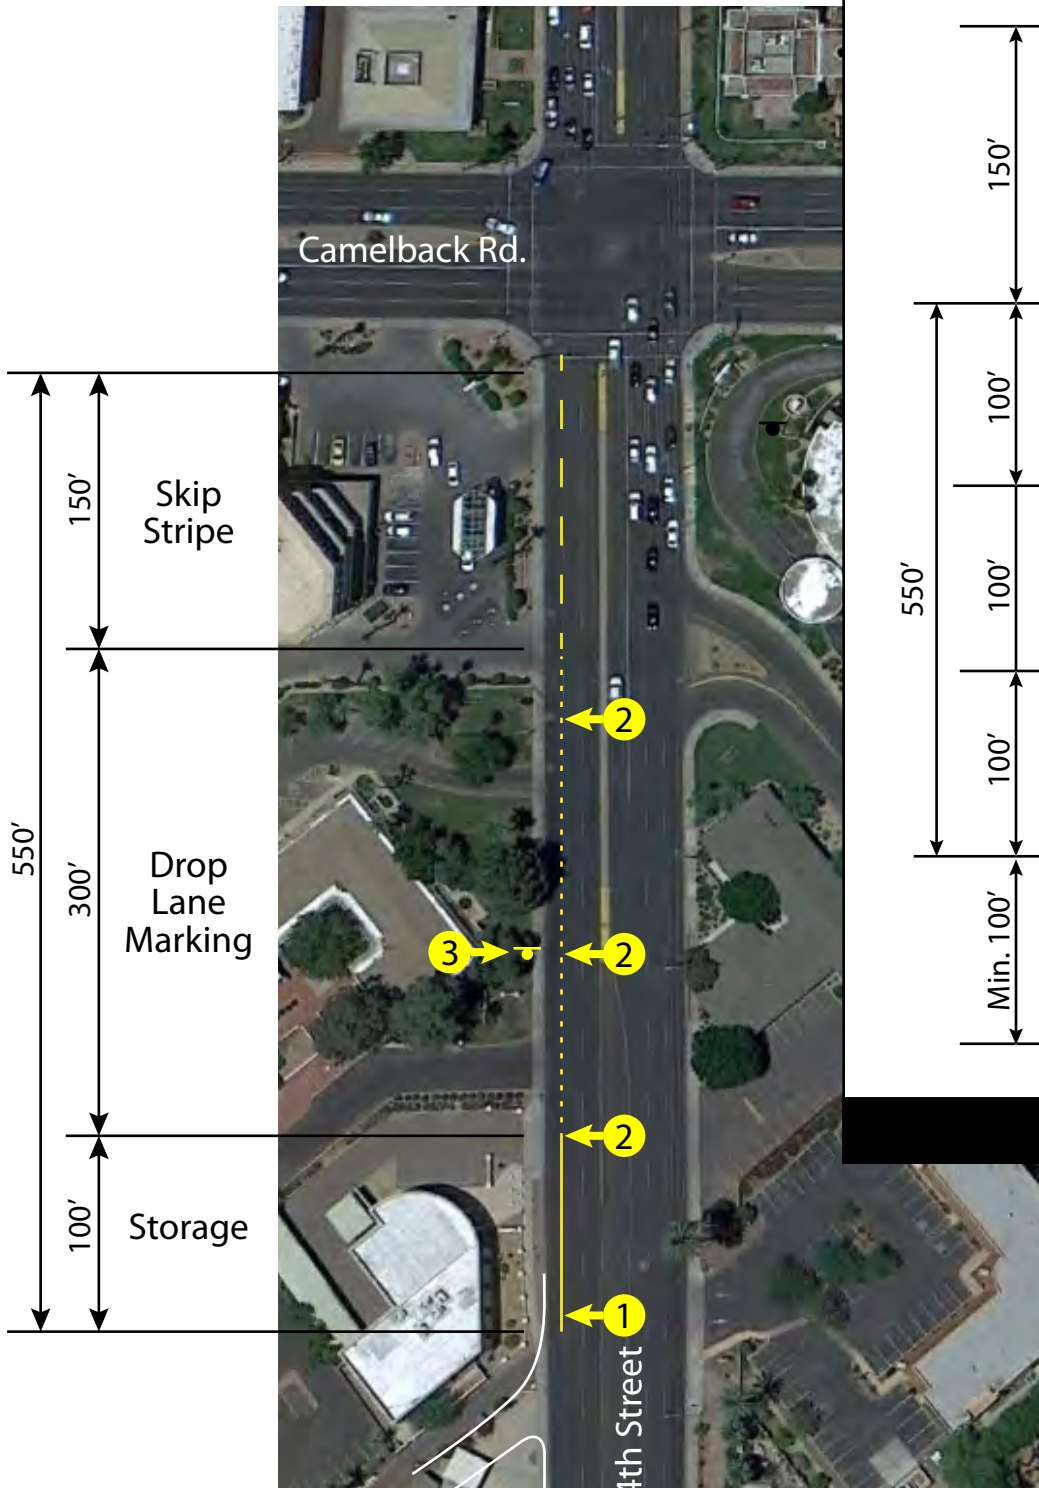 Camelback Rd.
550'
150'
Skip
Stripe
300'
Drop
Lane
Marking
100'
Storage
2
3
2
2
1
4th Street
150'
550'
100'
100'
100'
Min. 100'